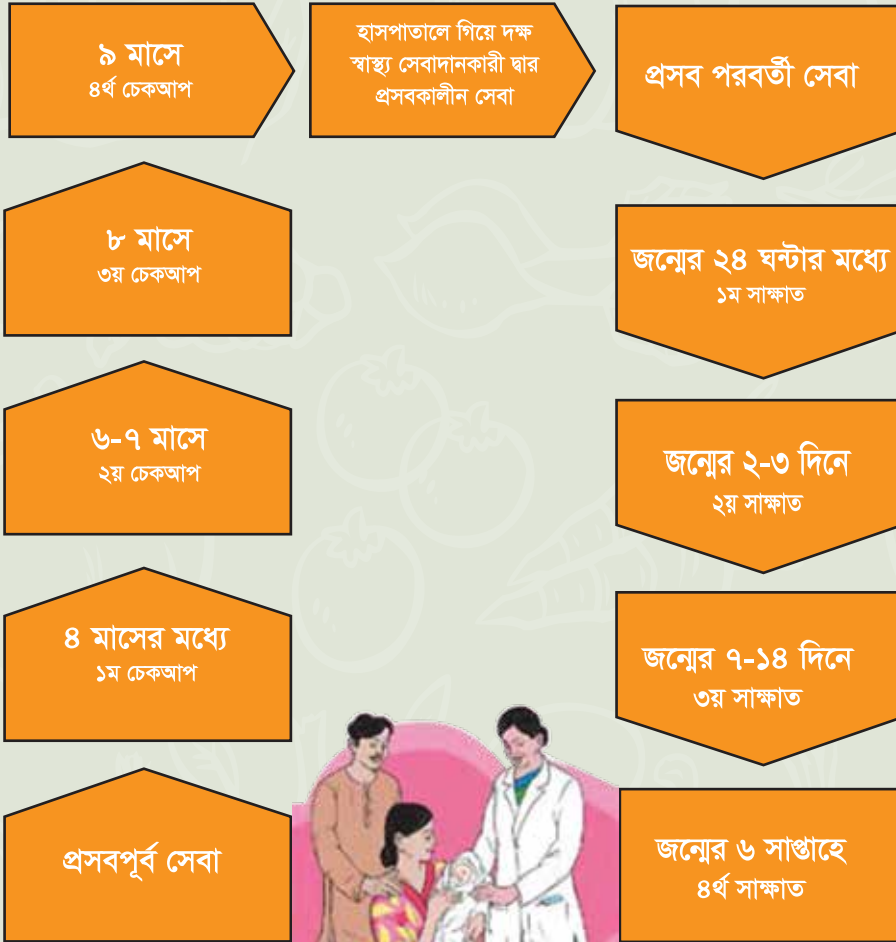 ৯ মাসে
৪র্থ চেকআপ
হাসপাতালে গিয়ে দক্ষ
স্বাস্থ্য সেবাদানকারী দ্বার
প্রসবকালীন সেবা
প্রসব পরবর্তী সেবা
৮ মাসে
৩য় চেকআপ
জন্মের ২৪ ঘন্টার মধ্যে
১ম সাক্ষাত
৬-৭ মাসে
২য় চেকআপ
জন্মের ২-৩ দিনে
২য় সাক্ষাত
৪ মাসের মধ্যে
১ম চেকআপ
জন্মের ৭-১৪ দিনে
৩য় সাক্ষাত
প্রসবপূর্ব সেবা
জন্মের ৬ সাপ্তাহে
৪র্থ সাক্ষাত